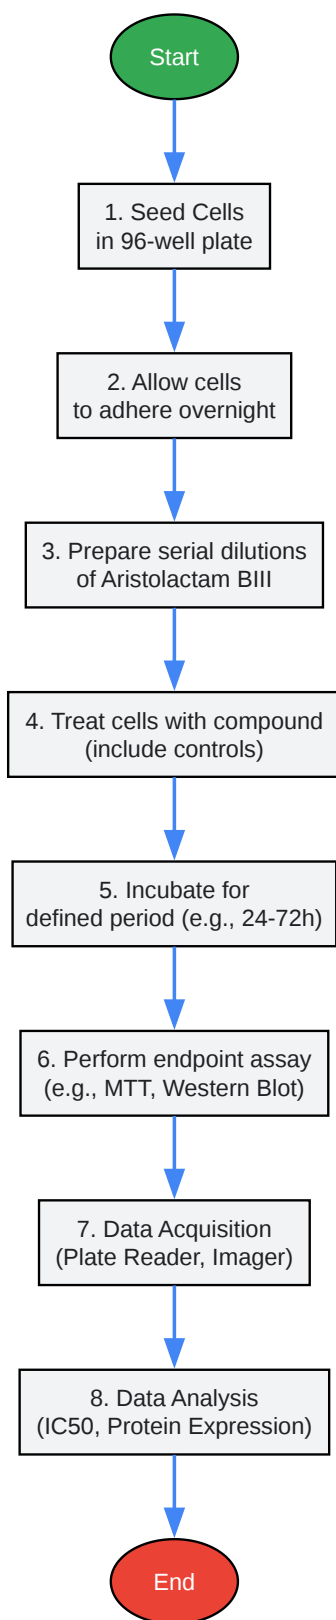 Start
1. Seed Cells
in 96-well plate
2. Allow cells
to adhere overnight
3. Prepare serial dilutions
of Aristolactam BIII
4. Treat cells with compound
(include controls)
5. Incubate for
defined period (e.g., 24-72h)
6. Perform endpoint assay
(e.g., MTT, Western Blot)
7. Data Acquisition
(Plate Reader, Imager)
8. Data Analysis
(IC50, Protein Expression)
End